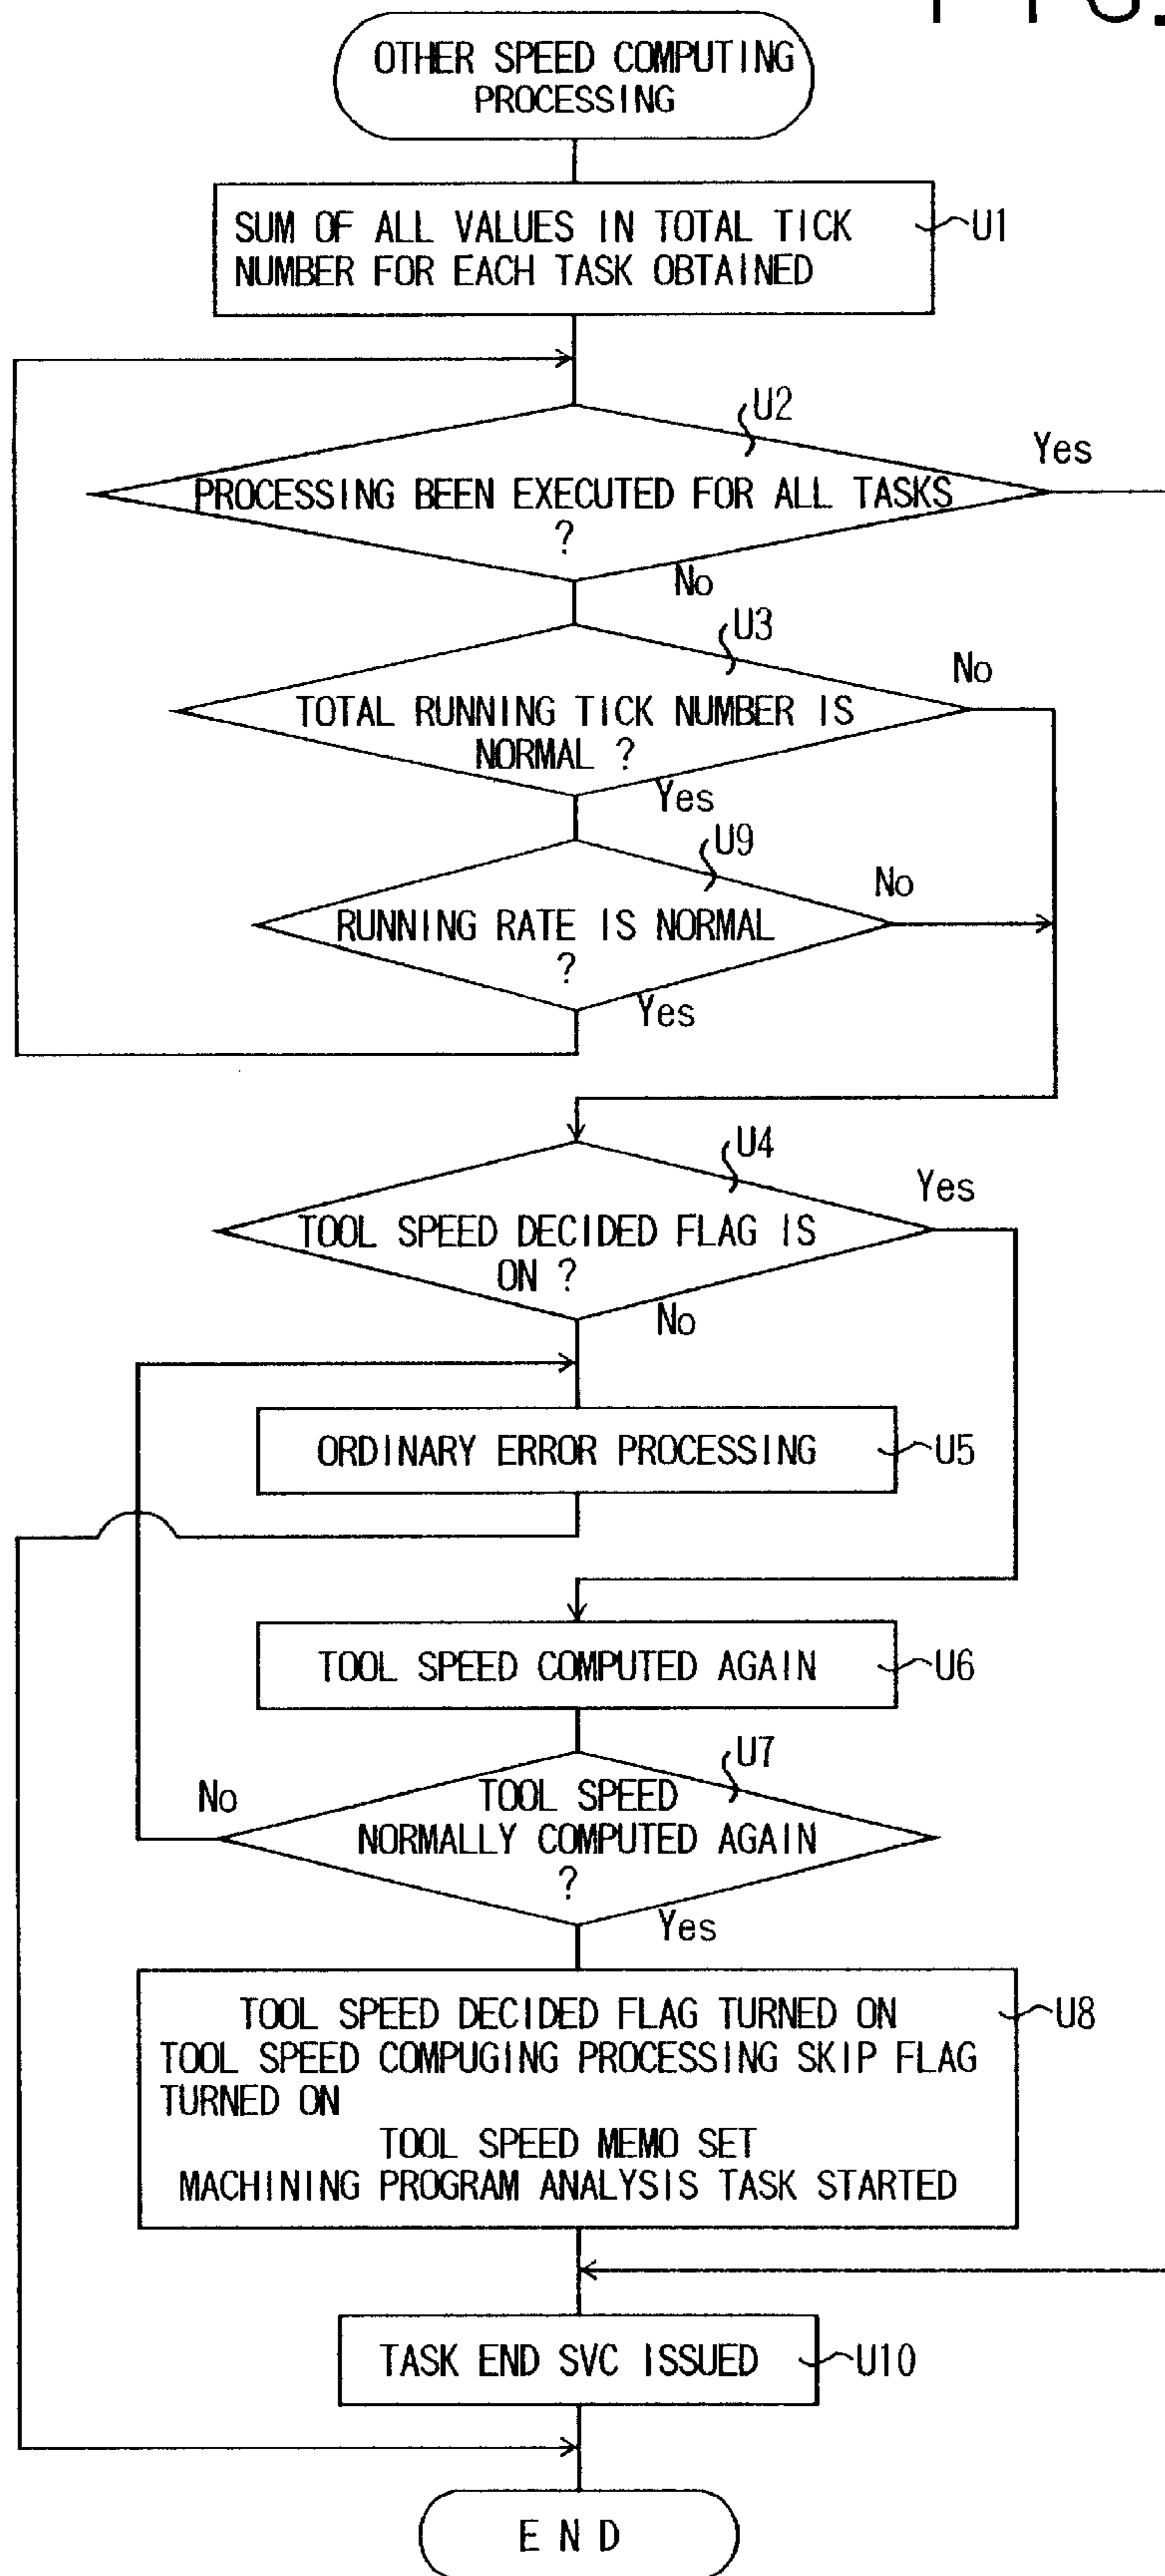 FIG.
OTHER SPEED COMPUTING
PROCESSING
SUM OF ALL VALUES IN TOTAL TICK
NUMBER FOR EACH TASK OBTAINED
U1
U2
Yes
PROCESSING BEEN EXECUTED FOR ALL TASKS
?
No
U3
No
TOTAL RUNNING TICK NUMBER IS
NORMAL ?
Yes
U9
No
RUNNING RATE IS NORMAL
?
Yes
U4
Yes
TOOL SPEED DECIDED FLAG IS
ON ?
No
ORDINARY ERROR PROCESSING
U5
TOOL SPEED COMPUTED AGAIN
U6
U7
No
TOOL SPEED
NORMALLY COMPUTED AGAIN
?
Yes
TOOL SPEED DECIDED FLAG TURNED ON
U8
TOOL SPEED COMPUGING PROCESSING SKIP FLAG
TURNED ON
TOOL SPEED MEMO SET
MACHINING PROGRAM ANALYSIS TASK STARTED
TASK END SVC ISSUED
U10
END